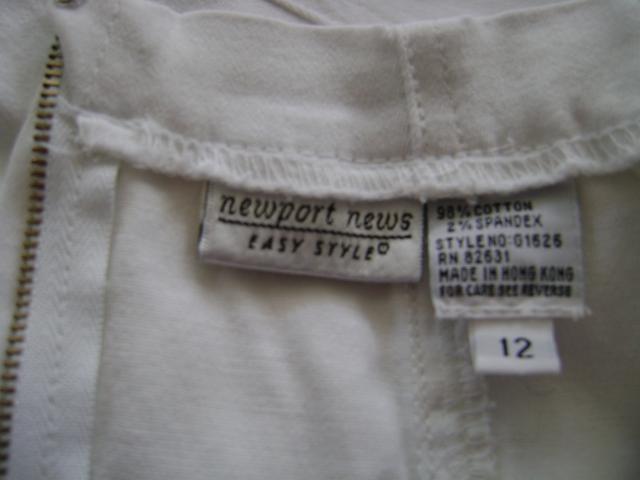 newport news
EASY STYLE®
98% COTTON
2% SPANDEX
STYLE NO: G1626
RN 82631
MADE IN HONG KONG
FOR CARE SEE REVERSE
12